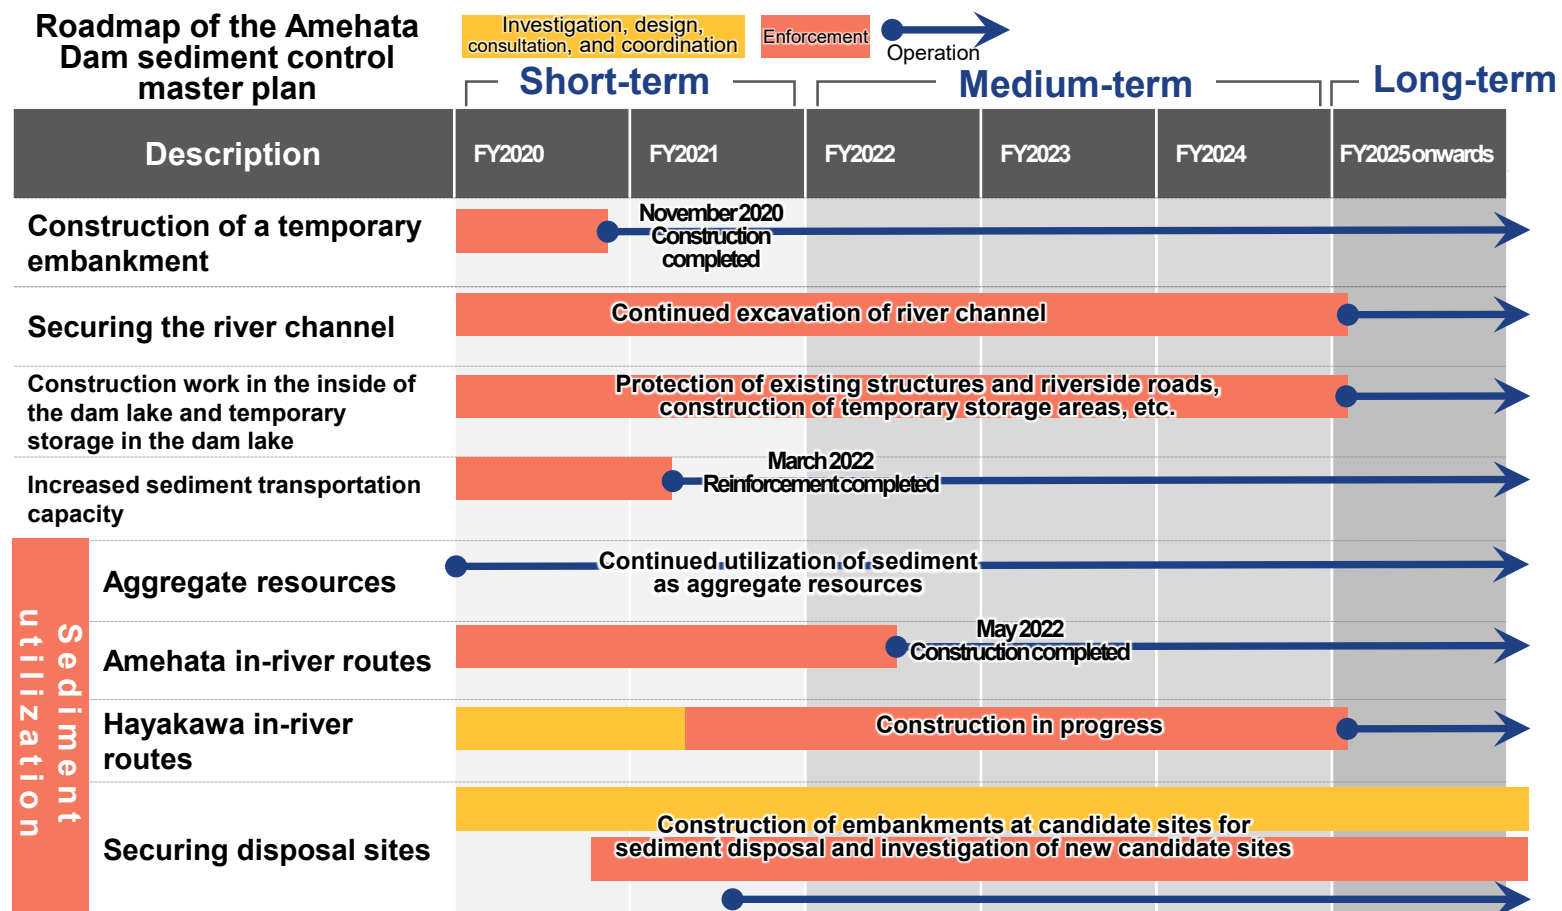 Roadmap of the Amehata
Dam sediment control
master plan
Investigation, design,
consultation, and coordination
Enforcement
Operation
Short-term
Medium-term
Long-term
Description
FY2020
FY2021
FY2022
FY2023
FY2024
FY2025 onwards
Construction of a temporary
embankment
November 2020
Construction
completed
Securing the river channel
Continued excavation of river channel
Construction work in the inside of
the dam lake and temporary
storage in the dam lake
Protection of existing structures and riverside roads,
construction of temporary storage areas, etc.
Increased sediment transportation
capacity
March 2022
Reinforcement completed
Sediment
utilization
Aggregate resources
Continued utilization of sediment
as aggregate resources
Amehata in-river routes
May 2022
Construction completed
Hayakawa in-river
routes
Construction in progress
Securing disposal sites
Construction of embankments at candidate sites for
sediment disposal and investigation of new candidate sites